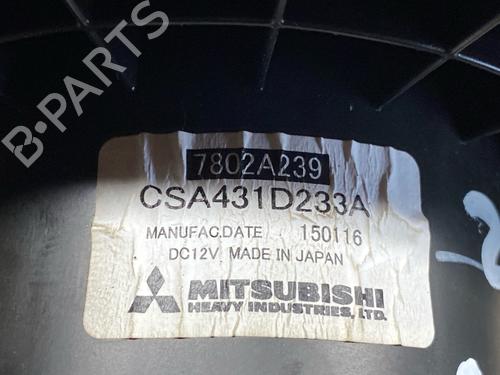 B-PARTS
7802A239
CSA431D233A
MANUFAC.DATE 150116
DC12V MADE IN JAPAN
MITSUBISHI
HEAVY INDUSTRIES, LTD.